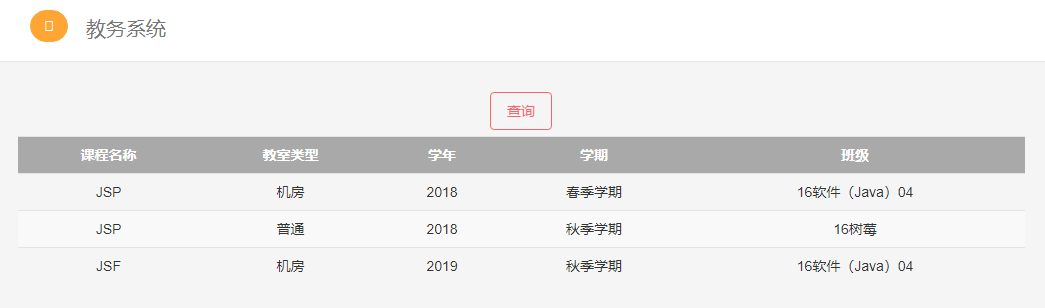 教务系统
查询
课程名称 教室类型 学年 学期 班级
JSP 机房 2018 春季学期 16软件（Java）04
JSP 普通 2018 秋季学期 16树莓
JSF 机房 2019 秋季学期 16软件（Java）04